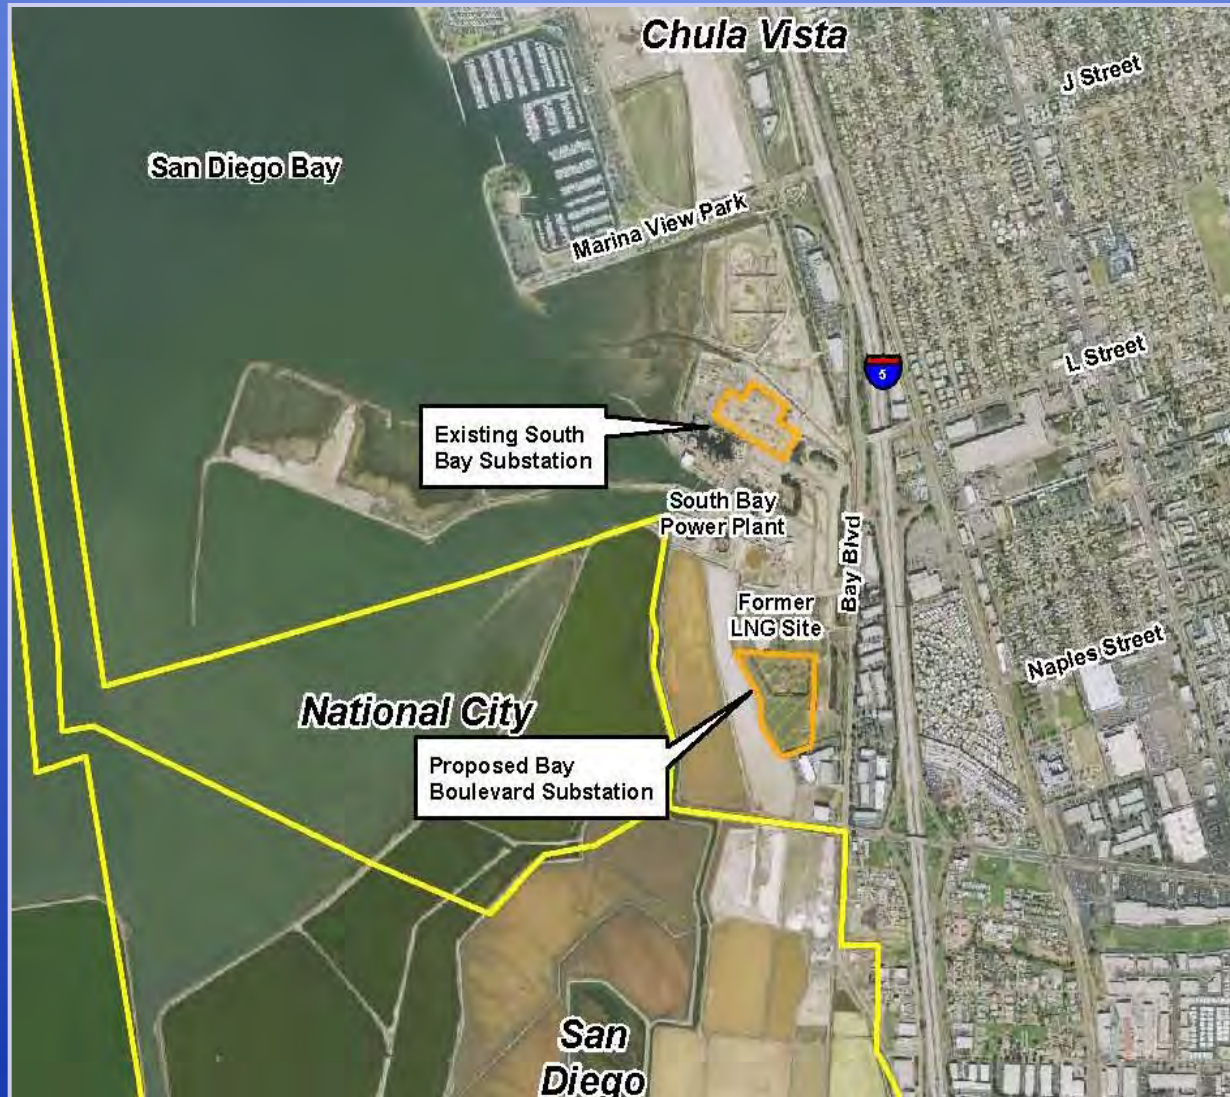 Chula Vista
J Street
San Diego Bay
Marina View Park
L Street
5
Existing South
Bay Substation
South Bay
Power Plant
Bay Blvd
Former
LNG Site
Naples Street
National City
Proposed Bay
Boulevard Substation
San
Diego